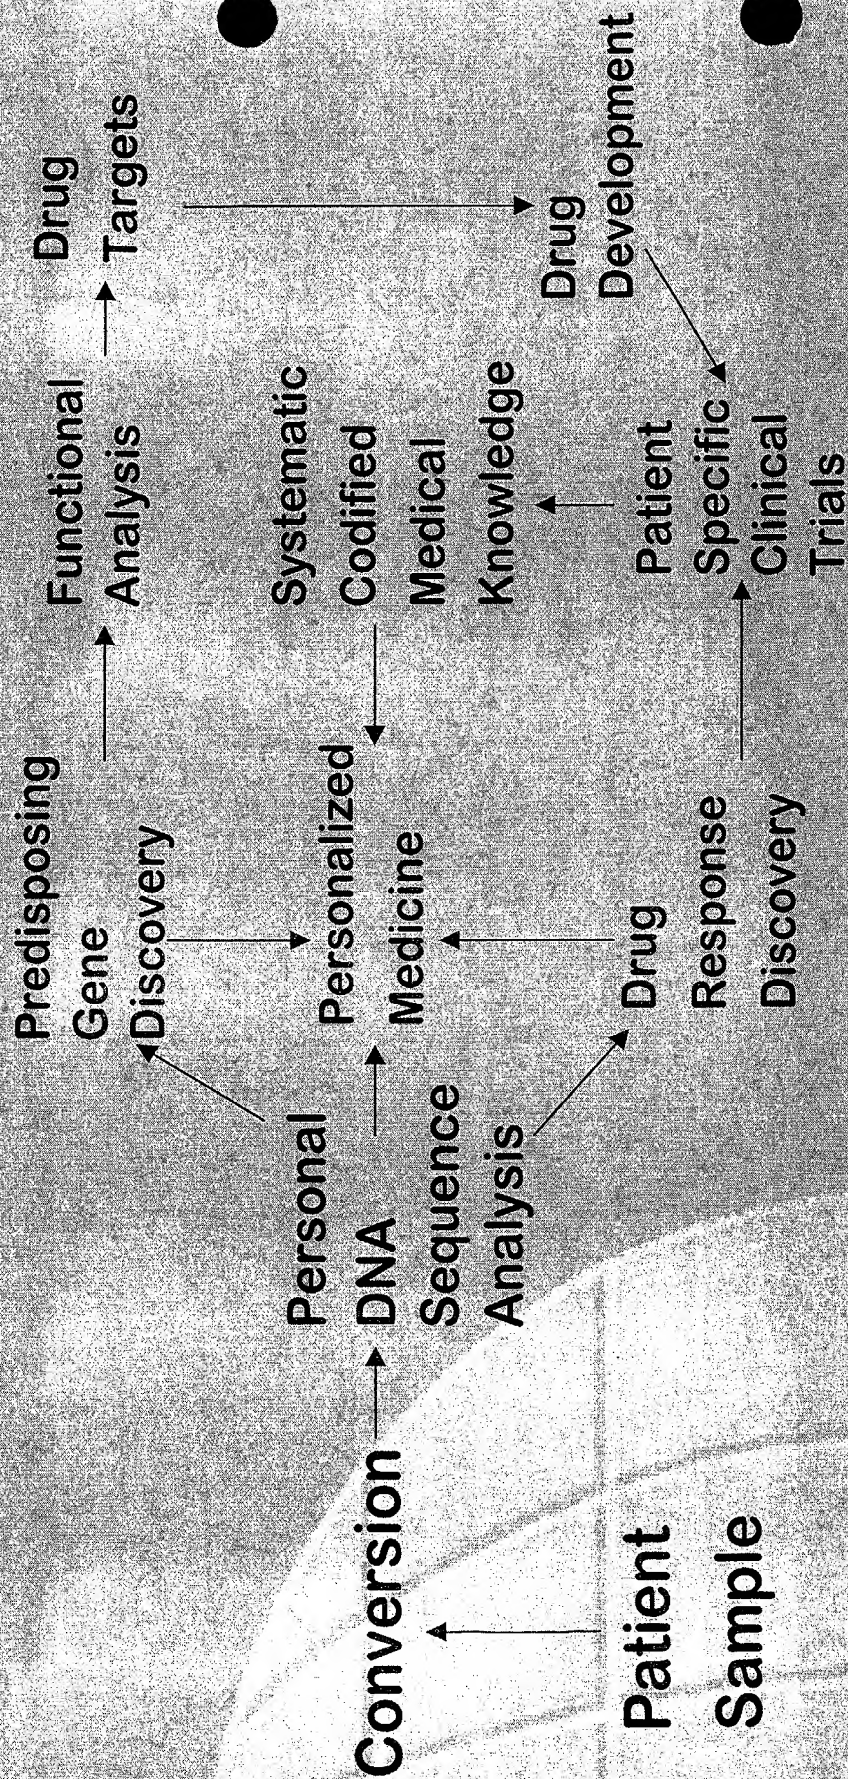 Predisposing
Gene
Discovery
Functional
Analysis
Drug
Targets
Conversion
Personal
DNA
Sequence
Analysis
Personalized
Medicine
Systematic
Codified
Medical
Knowledge
Patient
Sample
Drug
Response
Discovery
Patient
Specific
Clinical
Trials
Drug
Development